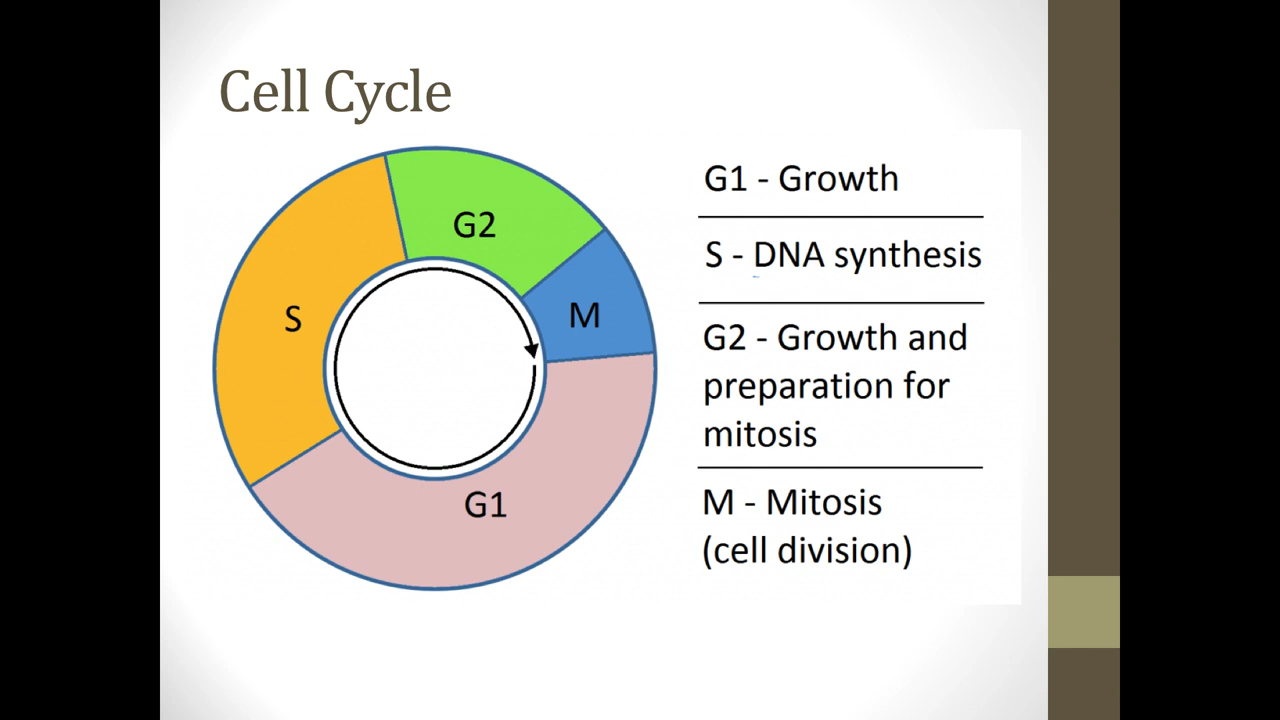 Cell Cycle
G2
S
M
G1
G1 - Growth
S - DNA synthesis
G2 - Growth and
preparation for
mitosis
M - Mitosis
(cell division)